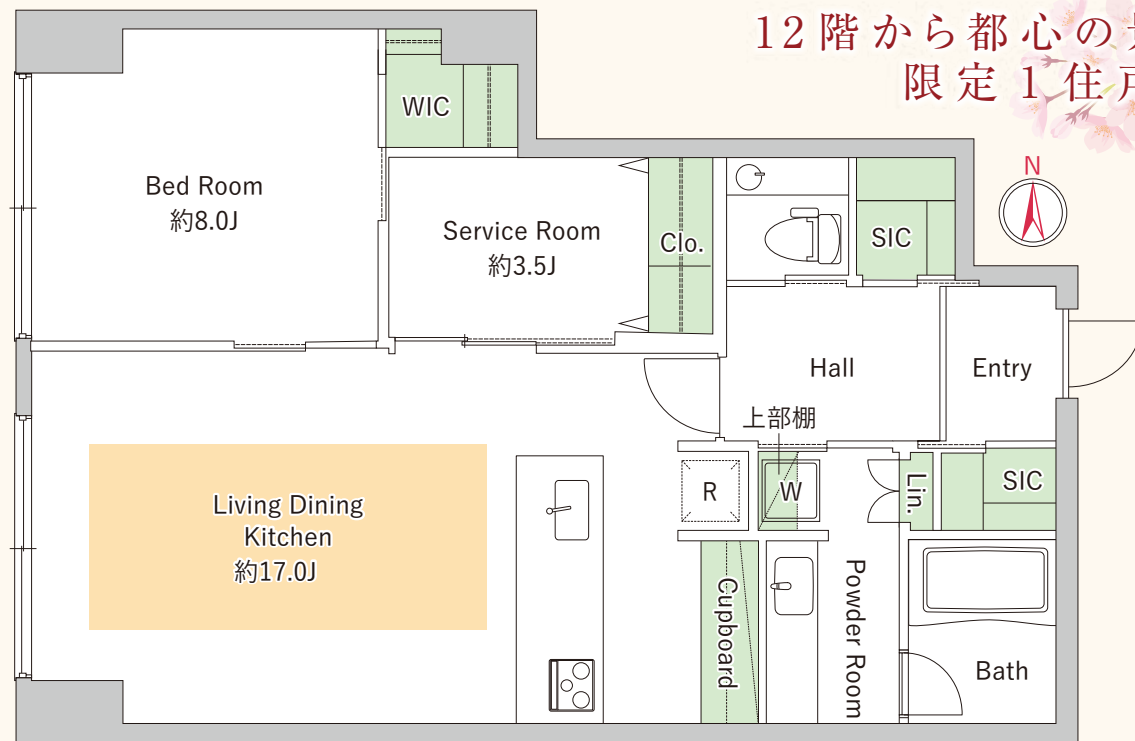 12階から都心の
限定1住戸
WIC
N
Bed Room
約8.0J
Service Room
約3.5J
Clo.
SIC
Hall
Entry
上部棚
R
W
Lin.
SIC
Living Dining
Kitchen
約17.0J
Cupboard
Powder Room
Bath